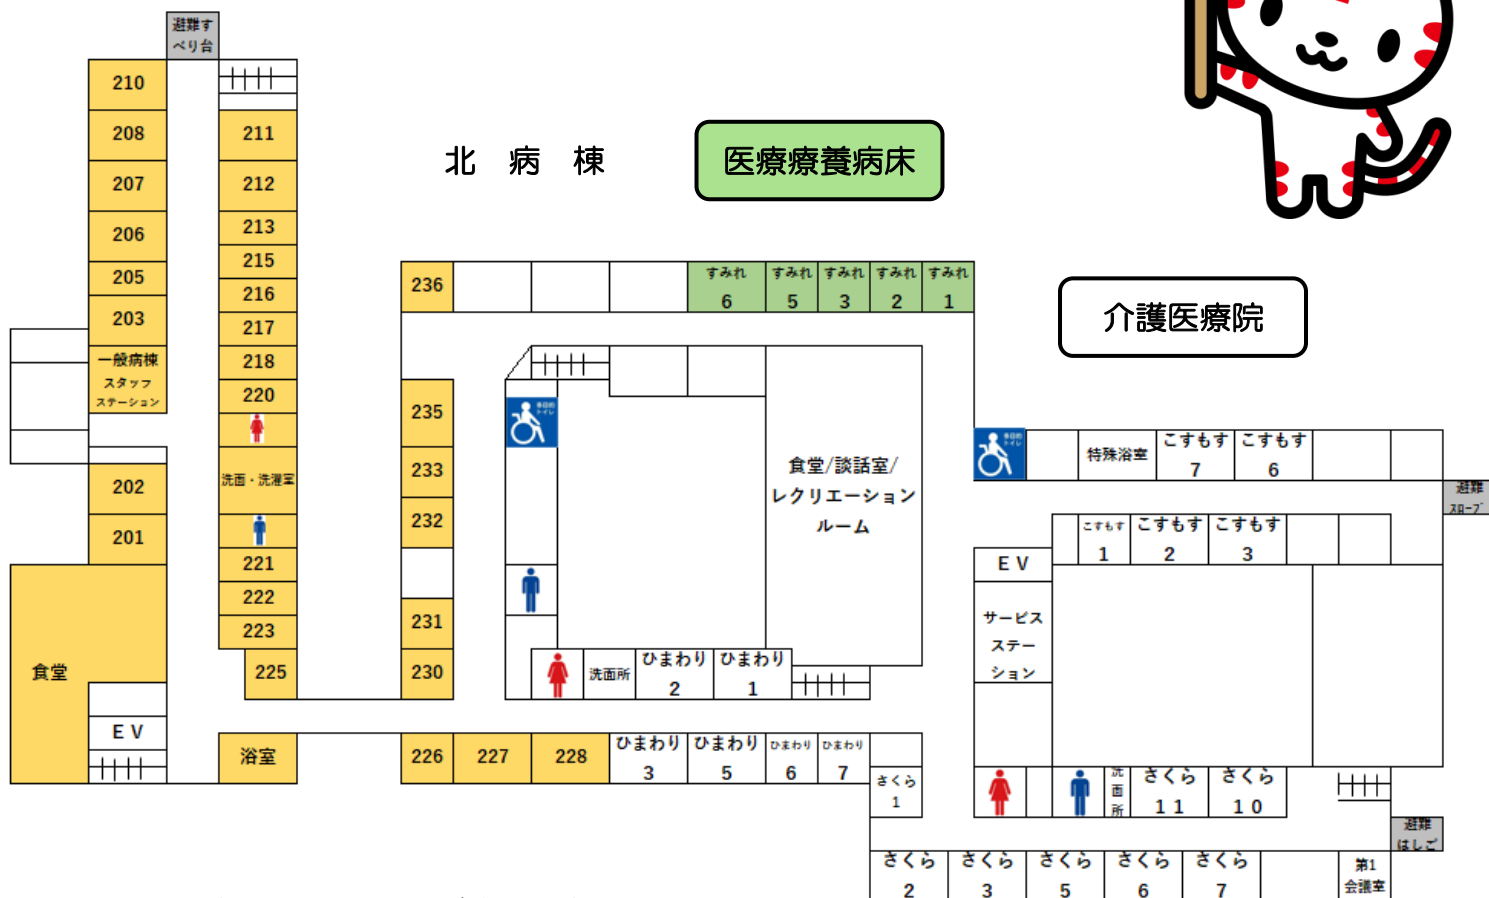 避難す
べり台
210
208
207
206
205
203
一般病棟
スタッフ
ステーション
202
201
食堂
EV
211
212
213
215
216
217
218
220
洗面・洗濯室
221
222
223
225
浴室
北 病 棟
医療療養病床
介護医療院
236
235
233
232
231
230
226
227
228
すみれ
6
すみれ
5
すみれ
3
すみれ
2
すみれ
1
多目的
トイレ
食堂/談話室/
レクリエーション
ルーム
洗面所
ひまわり
2
ひまわり
1
ひまわり
3
ひまわり
5
ひまわり
6
ひまわり
7
さくら
1
多目的
トイレ
特殊浴室
こすもす
7
こすもす
6
避難
スロープ
こすもす
1
こすもす
2
こすもす
3
EV
サービス
ステー
ション
洗
面
所
さくら
11
さくら
10
避難
はしご
さくら
2
さくら
3
さくら
5
さくら
6
さくら
7
第1
会議室